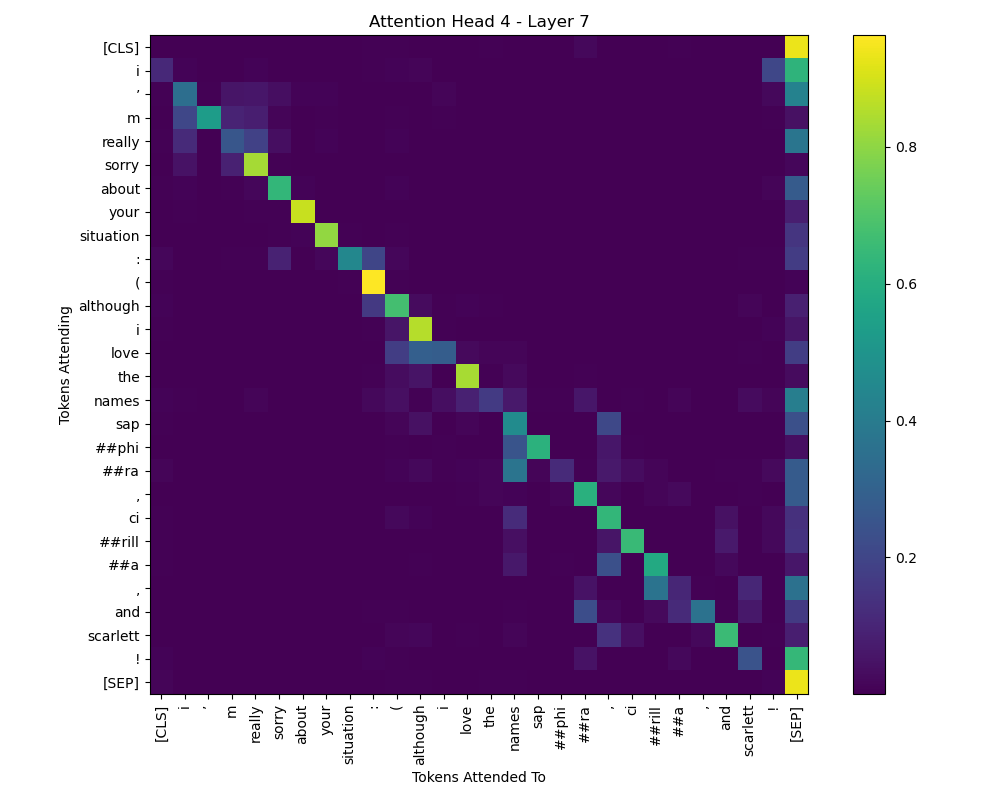 Attention Head 4 - Layer 7
Tokens Attending
[CLS]
i
’
m
really
sorry
about
your
situation
:
(
although
i
love
the
names
sap
##phi
##ra
,
ci
##rill
##a
,
and
scarlett
!
[SEP]
[CLS]
i
’
m
really
sorry
about
your
situation
:
(
although
i
love
the
names
sap
##phi
##ra
,
ci
##rill
##a
,
and
scarlett
!
[SEP]
Tokens Attended To
0.8
0.6
0.4
0.2